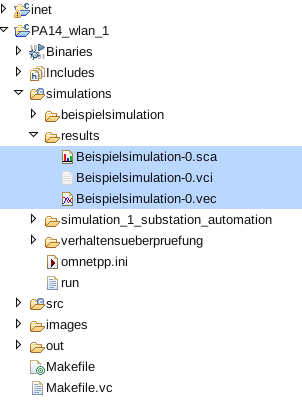 inet
PA14_wlan_1
Binaries
Includes
simulations
beispielsimulation
results
Beispielsimulation-0.sca
Beispielsimulation-0.vci
Beispielsimulation-0.vec
simulation_1_substation_automation
verhaltensueberpruefung
omnetpp.ini
run
src
images
out
Makefile
Makefile.vc